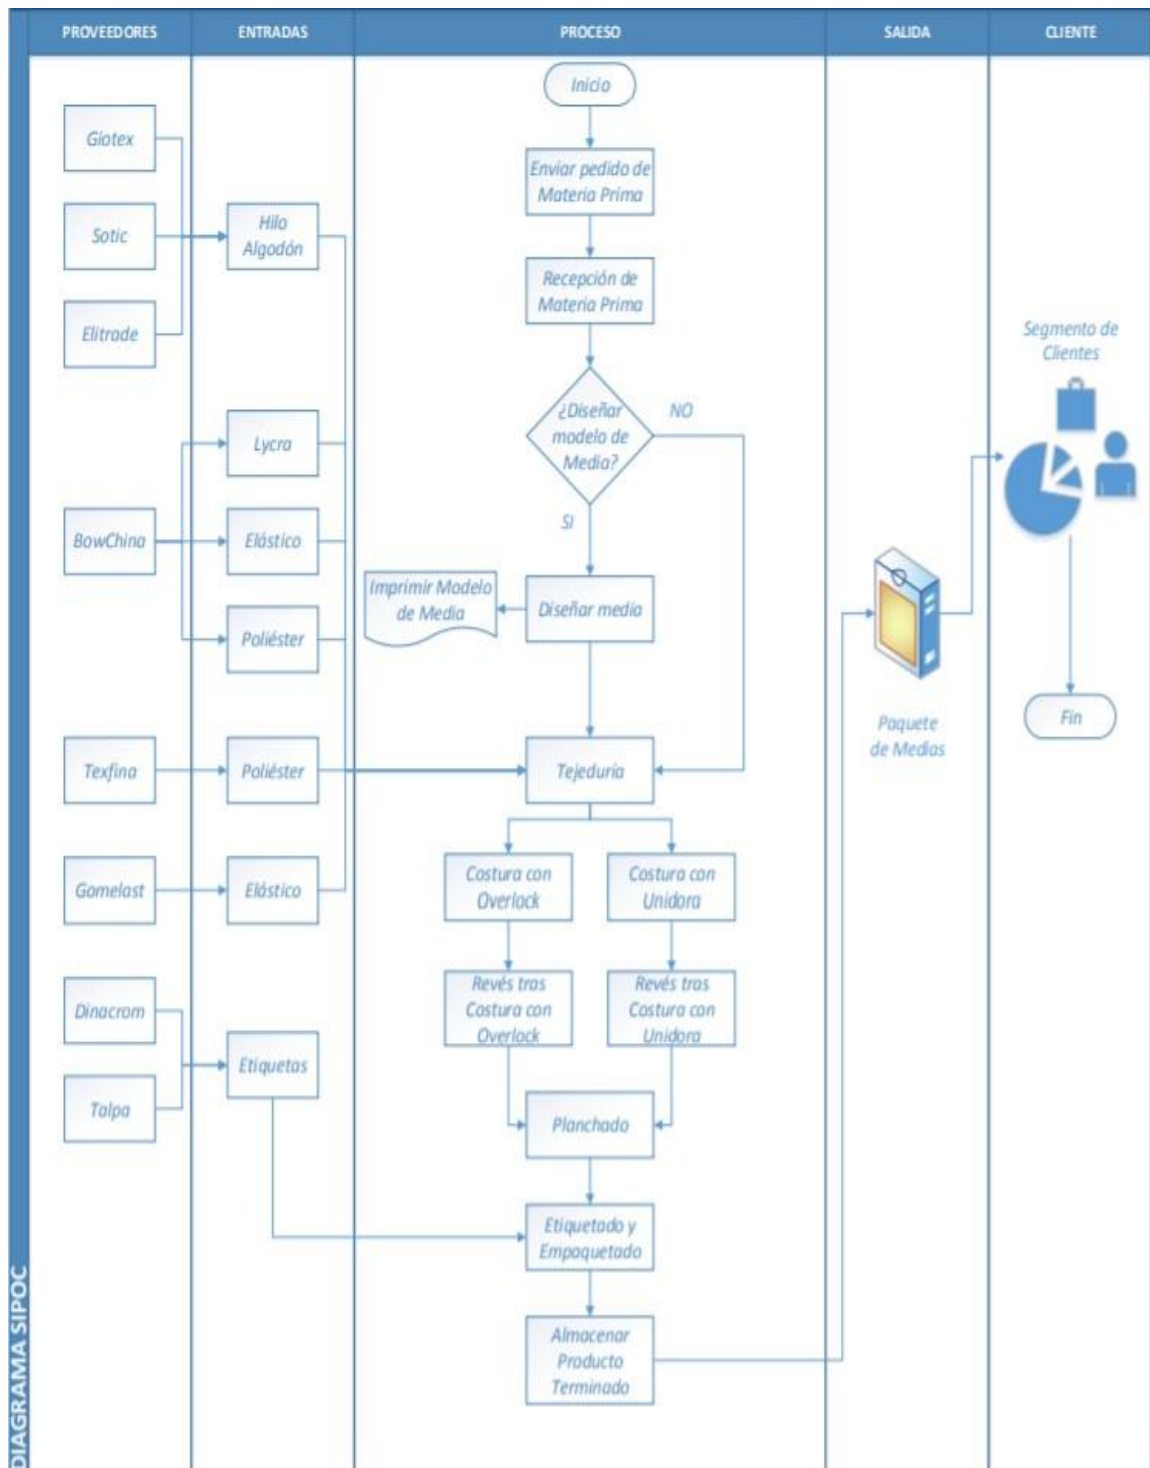 PROVEEDORES
ENTRADAS
PROCESO
SALIDA
CLIENTE
Giotex
Sotic
Elitrade
BowChina
Texfina
Gomelast
Dinacrom
Talpa
Hilo
Algodón
Lycra
Elástico
Poliéster
Poliéster
Elástico
Etiquetas
Inicio
Enviar pedido de
Materia Prima
Recepción de
Materia Prima
¿Diseñar
modelo de
Media?
NO
SI
Imprimir Modelo
de Media
Diseñar media
Tejeduría
Costura con
Overlock
Costura con
Unidora
Revés tras
Costura con
Overlock
Revés tras
Costura con
Unidora
Planchado
Etiquetado y
Empaquetado
Almacenar
Producto
Terminado
Paquete
de Medias
Segmento de
Clientes
Fin
DIAGRAMA SIPOC